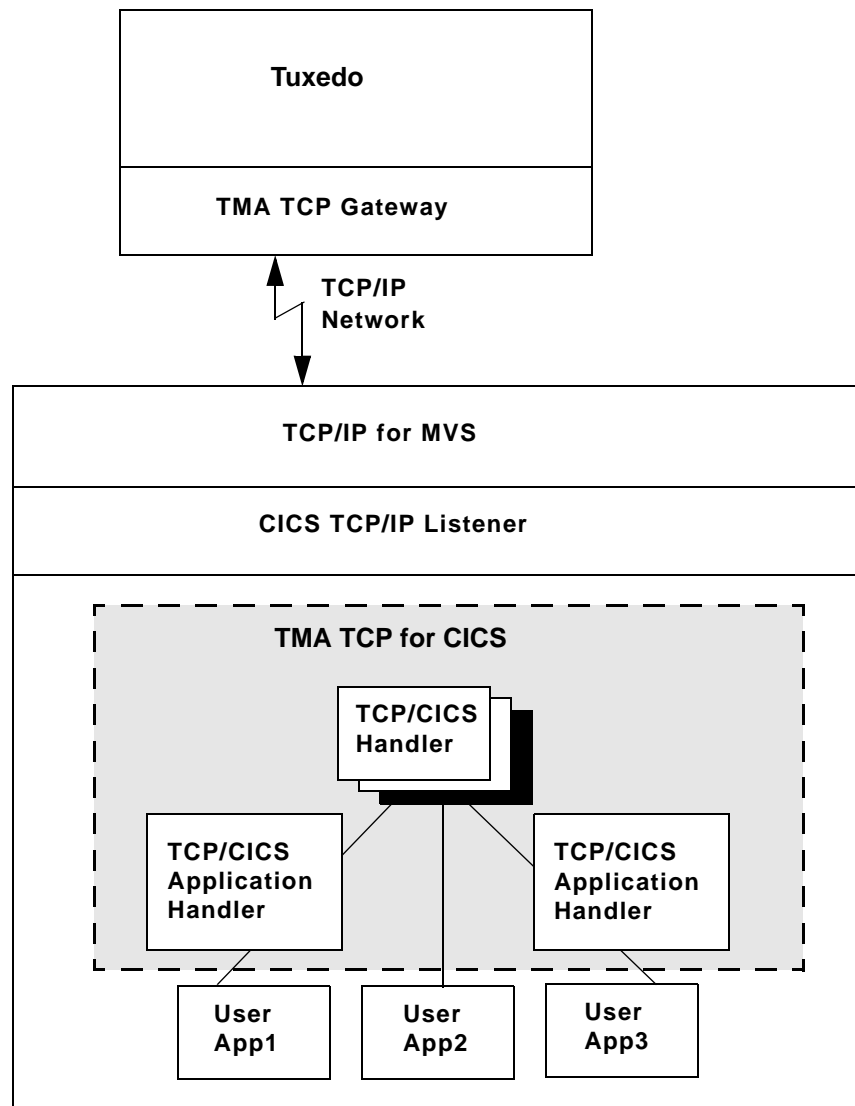 Tuxedo
TMA TCP Gateway
TCP/IP
Network
TCP/IP for MVS
CICS TCP/IP Listener
TMA TCP for CICS
TCP/CICS
Handler
TCP/CICS
Application
Handler
TCP/CICS
Application
Handler
User
App1
User
App2
User
App3